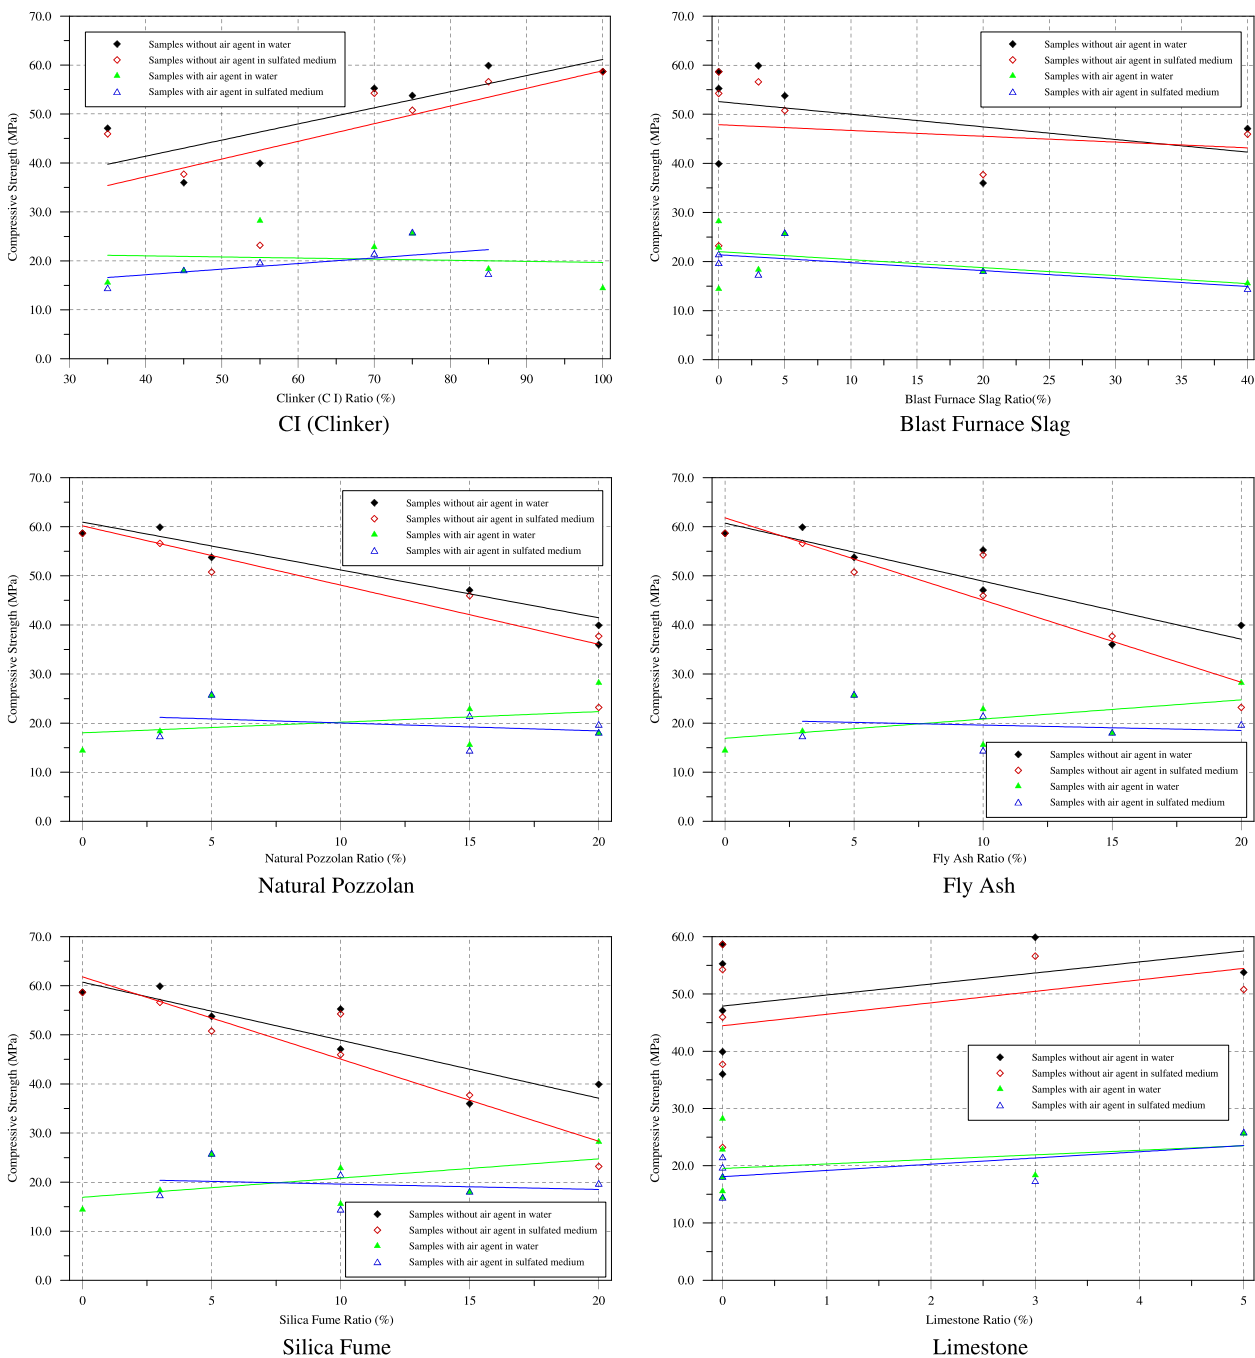 70.0
60.0
50.0
40.0
30.0
20.0
10.0
0.0
Compressive Strength (MPa)
Samples without air agent in water
Samples without air agent in sulfated medium
Samples with air agent in water
Samples with air agent in sulfated medium
30 40 50 60 70 80 90 100
Clinker (C I) Ratio (%)
CI (Clinker)
70.0
60.0
50.0
40.0
30.0
20.0
10.0
0.0
Compressive Strength (MPa)
Samples without air agent in water
Samples without air agent in sulfated medium
Samples with air agent in water
Samples with air agent in sulfated medium
0 5 10 15 20 25 30 35 40
Blast Furnace Slag Ratio(%)
Blast Furnace Slag
70.0
60.0
50.0
40.0
30.0
20.0
10.0
0.0
Compressive Strength (MPa)
Samples without air agent in water
Samples without air agent in sulfated medium
Samples with air agent in water
Samples with air agent in sulfated medium
0 5 10 15 20
Natural Pozzolan Ratio (%)
Natural Pozzolan
70.0
60.0
50.0
40.0
30.0
20.0
10.0
0.0
Compressive Strength (MPa)
Samples without air agent in water
Samples without air agent in sulfated medium
Samples with air agent in water
Samples with air agent in sulfated medium
0 5 10 15 20
Fly Ash Ratio (%)
Fly Ash
70.0
60.0
50.0
40.0
30.0
20.0
10.0
0.0
Compressive Strength (MPa)
Samples without air agent in water
Samples without air agent in sulfated medium
Samples with air agent in water
Samples with air agent in sulfated medium
0 5 10 15 20
Silica Fume Ratio (%)
Silica Fume
60.0
50.0
40.0
30.0
20.0
10.0
0.0
Compressive Strength (MPa)
Samples without air agent in water
Samples without air agent in sulfated medium
Samples with air agent in water
Samples with air agent in sulfated medium
0 1 2 3 4 5
Limestone Ratio (%)
Limestone